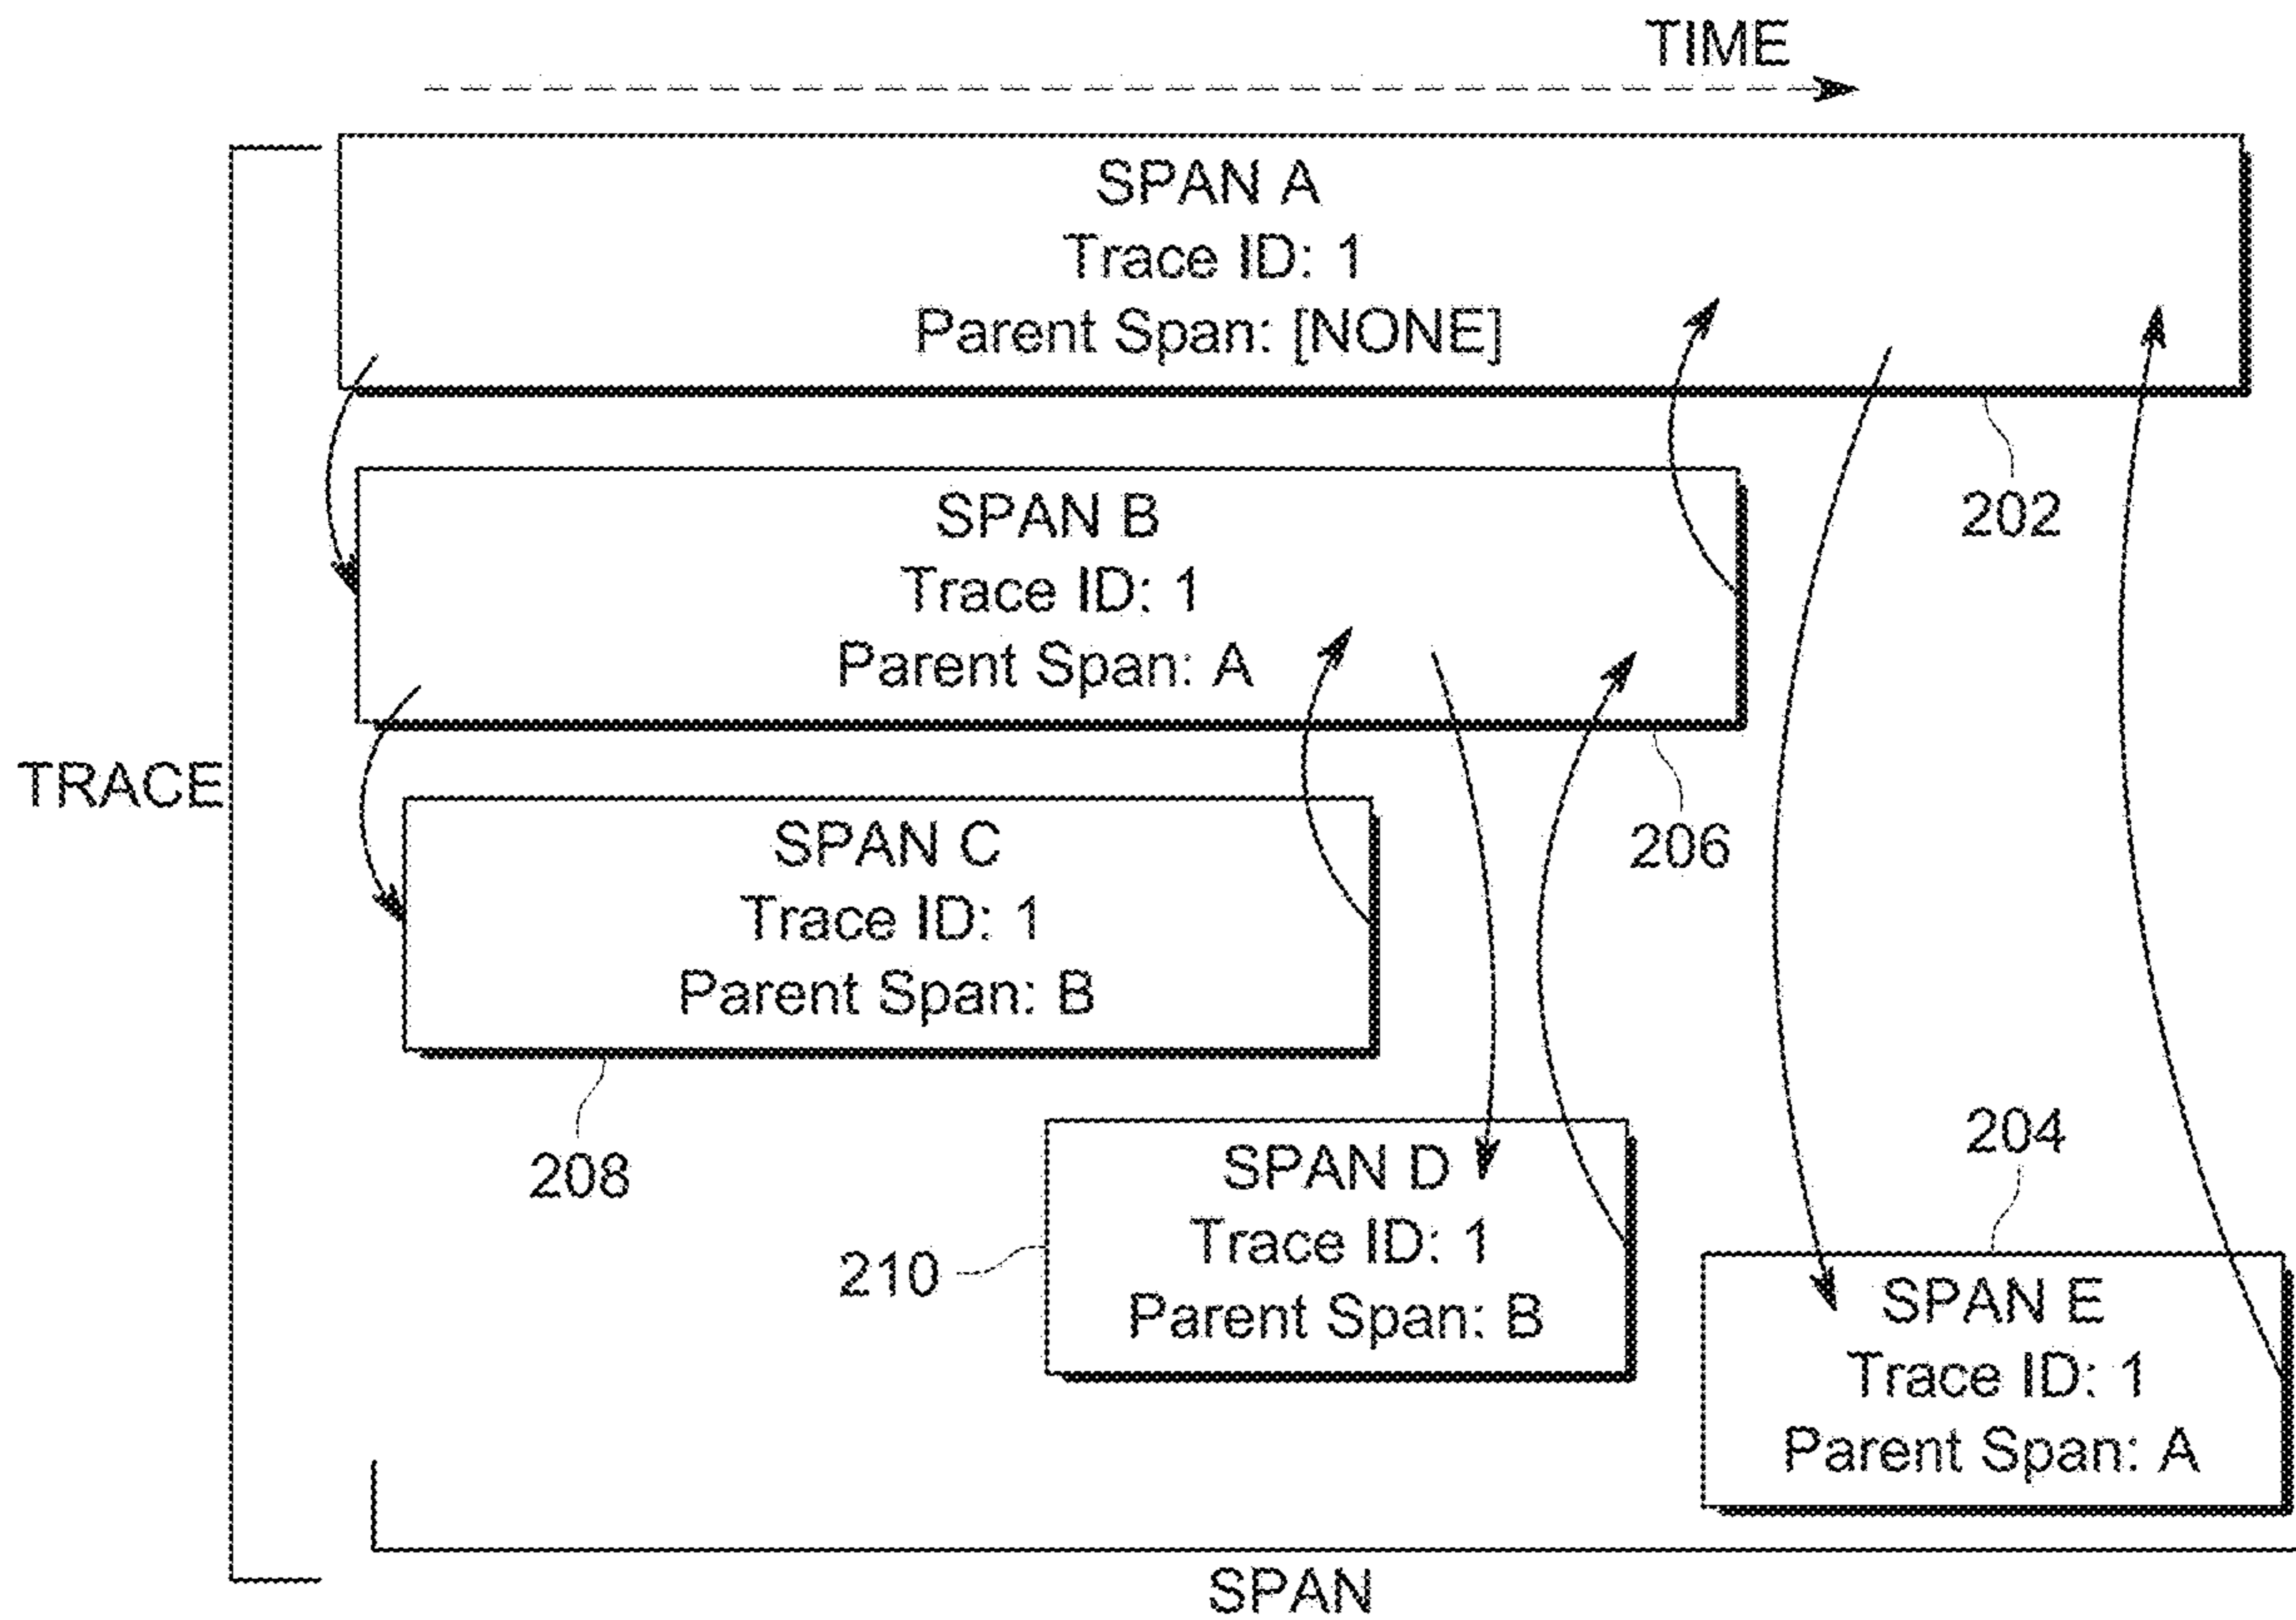 TIME
SPAN A
Trace ID: 1
Parent Span: [NONE]
202
SPAN B
Trace ID: 1
Parent Span: A
206
TRACE
SPAN C
Trace ID: 1
Parent Span: B
208
SPAN D
Trace ID: 1
Parent Span: B
210
204
SPAN E
Trace ID: 1
Parent Span: A
SPAN